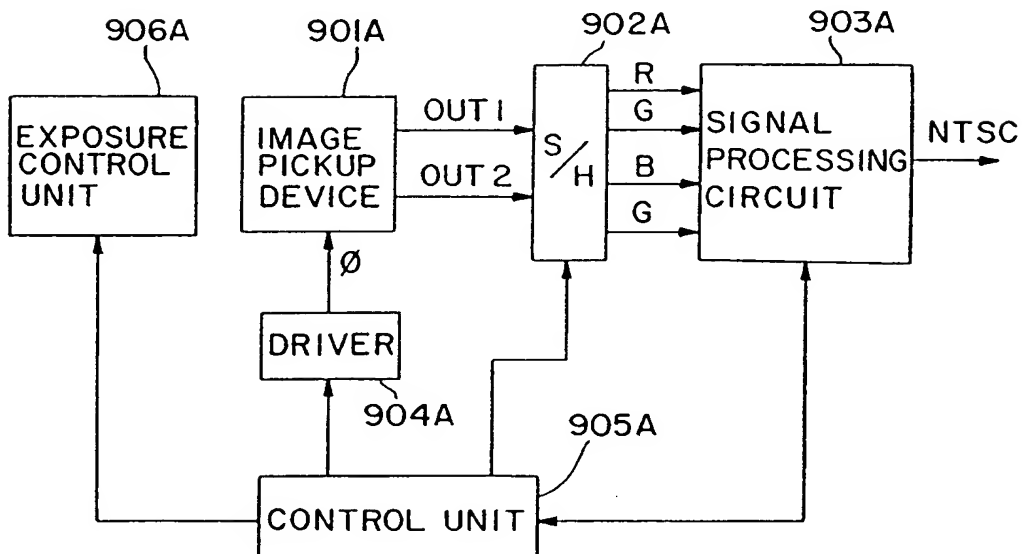 906A
901A
902A
903A
EXPOSURE
CONTROL
UNIT
IMAGE
PICKUP
DEVICE
OUT 1
OUT 2
S/H
R
G
B
G
SIGNAL
PROCESSING
CIRCUIT
NTSC
Ø
DRIVER
904A
905A
CONTROL UNIT